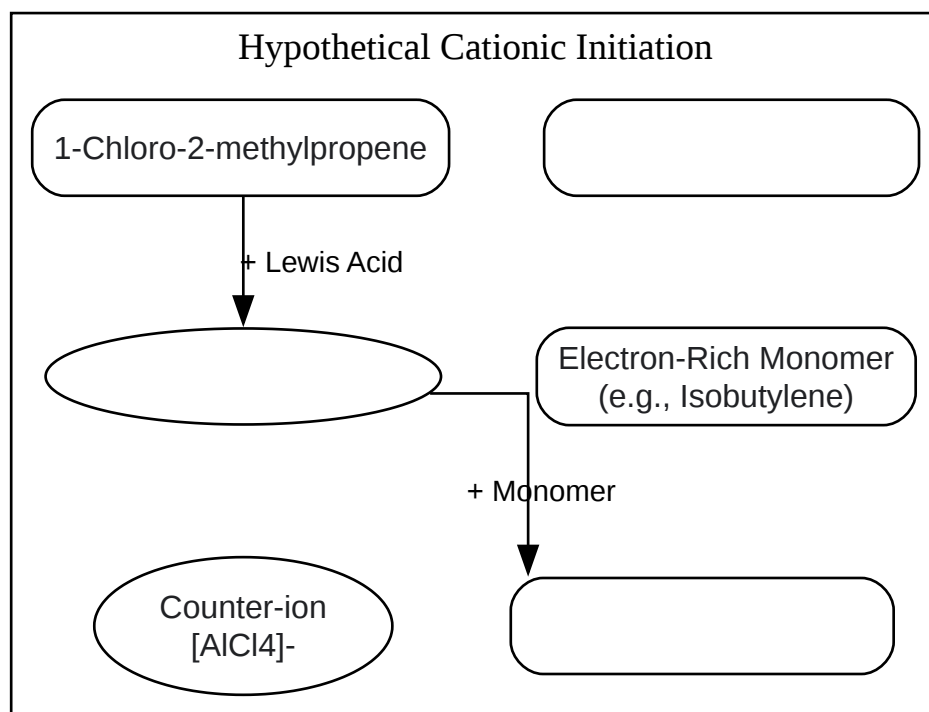 Hypothetical Cationic Initiation
1-Chloro-2-methylpropene
+ Lewis Acid
Electron-Rich Monomer
(e.g., Isobutylene)
+ Monomer
Counter-ion
[AlCl4]-